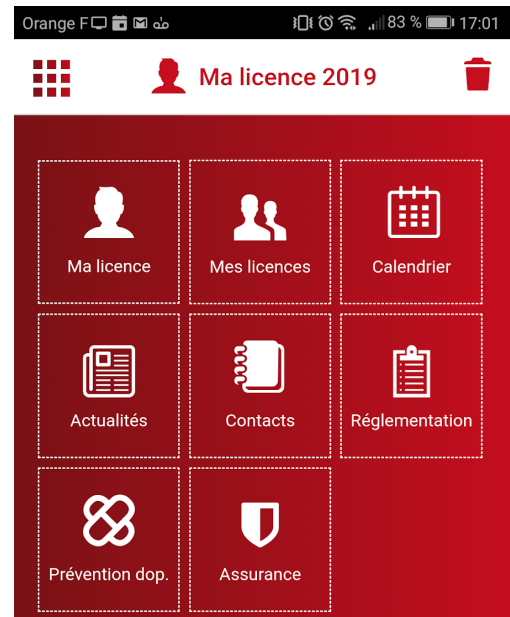 Orange F 83 % 17:01
Ma licence 2019
Ma licence Mes licences Calendrier
Actualités Contacts Réglementation
Prévention dop. Assurance